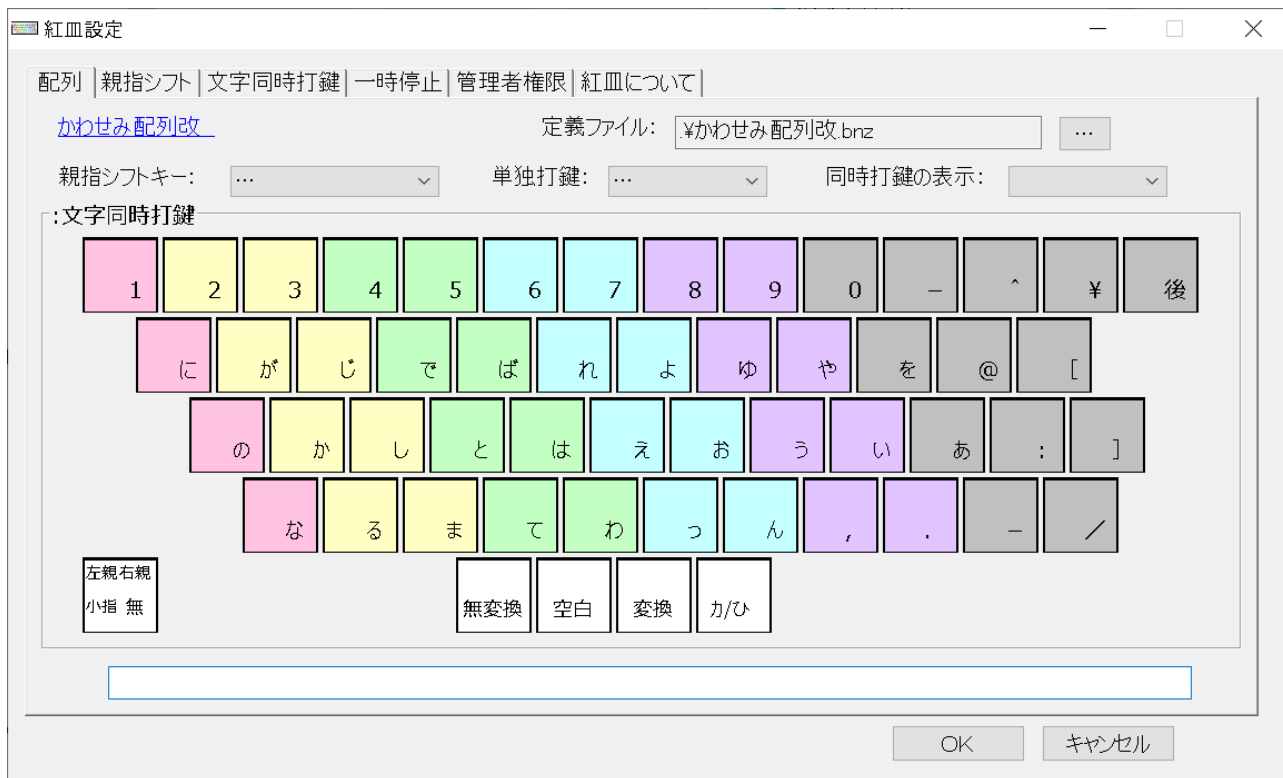 紅皿設定
配列 親指シフト 文字同時打鍵 一時停止 管理者権限 紅皿について
かわせみ配列改 定義ファイル: .¥かわせみ配列改.bnz ...
親指シフトキー: ... 単独打鍵: ... 同時打鍵の表示:
:文字同時打鍵
1 2 3 4 5 6 7 8 9 0 − ^ ¥ 後
に が じ で ば れ よ ゆ や を @ [
の か し と は え お う い あ : ]
な る ま て わ っ ん , . − ／
左親右親
小指 無 無変換 空白 変換 カ/ひ
OK キャンセル